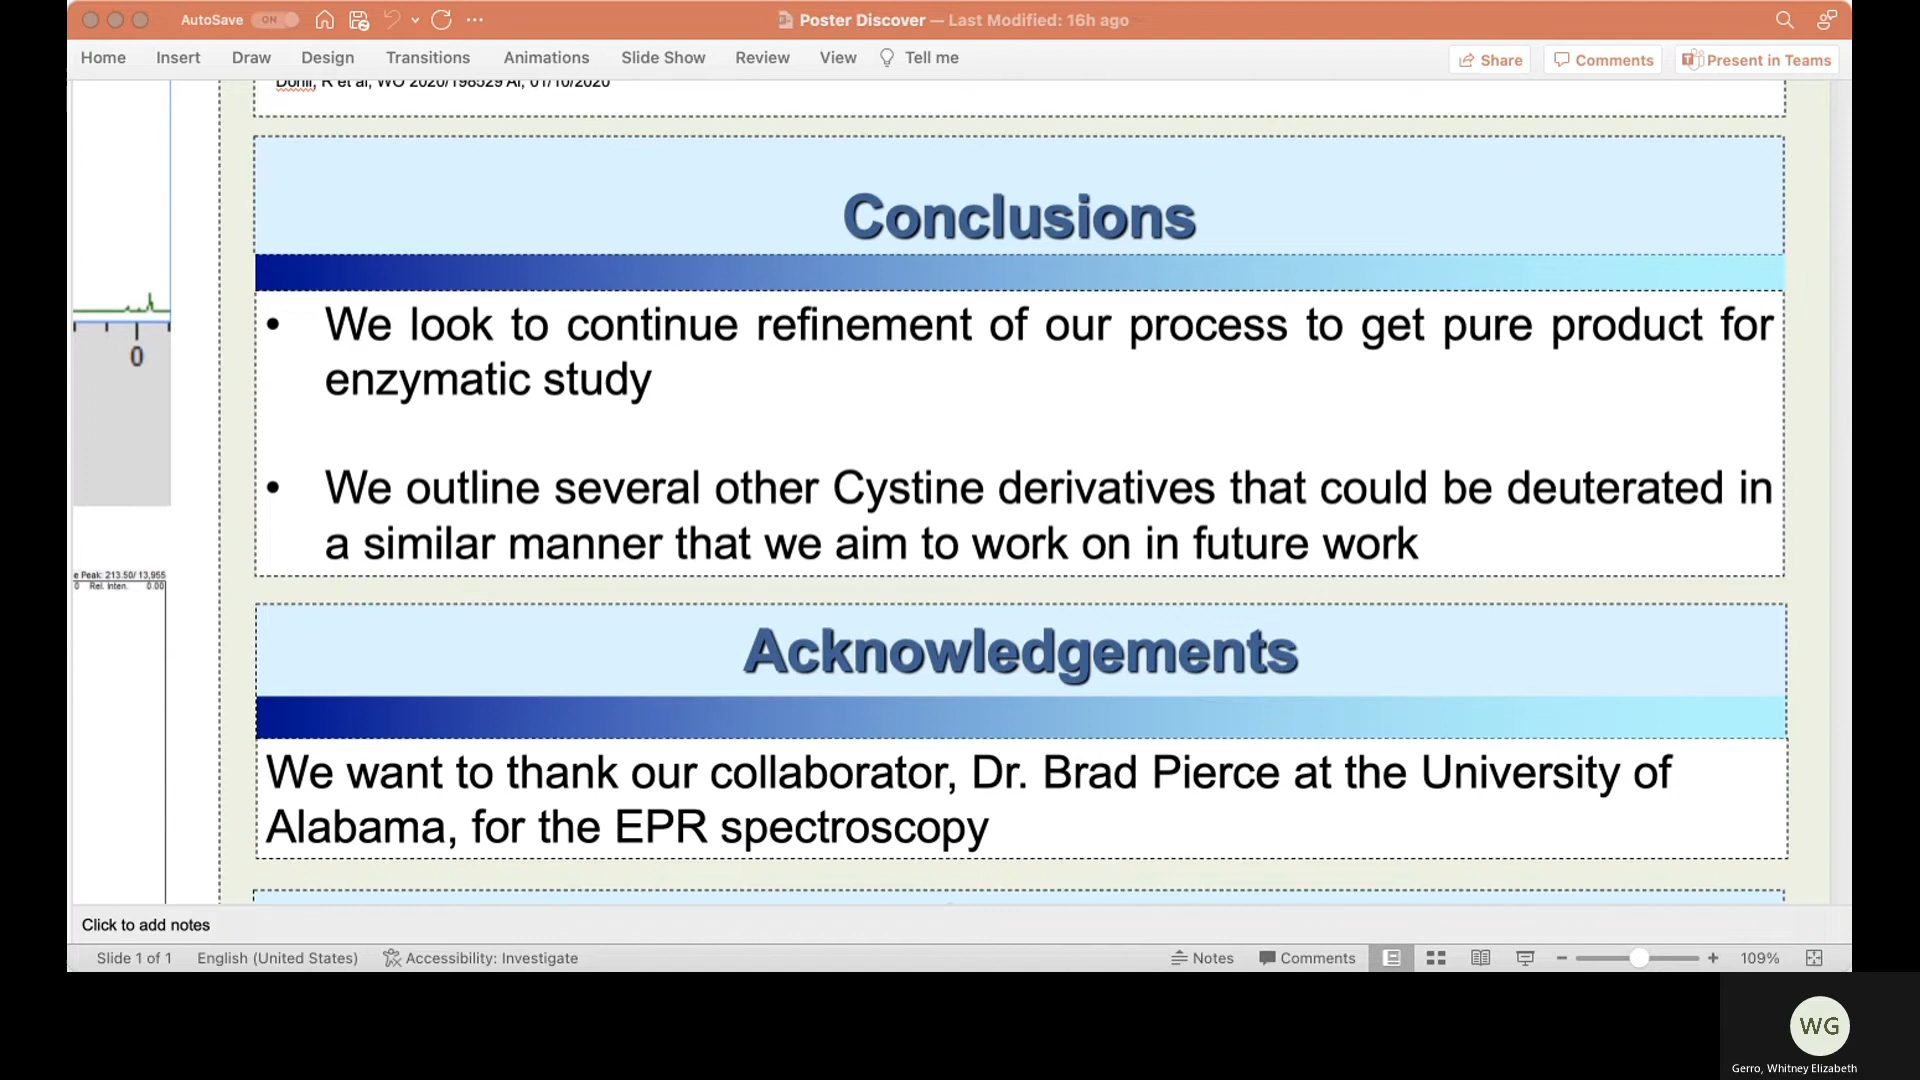 AutoSave ON Poster Discover — Last Modified: 16h ago
Home Insert Draw Design Transitions Animations Slide Show Review View Tell me Share Comments Present in Teams
R et al, WO 2020/198529 01/10/2020
Conclusions
• We look to continue refinement of our process to get pure product for
enzymatic study
• We outline several other Cystine derivatives that could be deuterated in
a similar manner that we aim to work on in future work
0
e Peak: 213.50/ 13,955
0 Rel. Inten. 0.00
Acknowledgements
We want to thank our collaborator, Dr. Brad Pierce at the University of
Alabama, for the EPR spectroscopy
Click to add notes
Slide 1 of 1 English (United States) Accessibility: Investigate Notes Comments 109%
WG
Gerro, Whitney Elizabeth